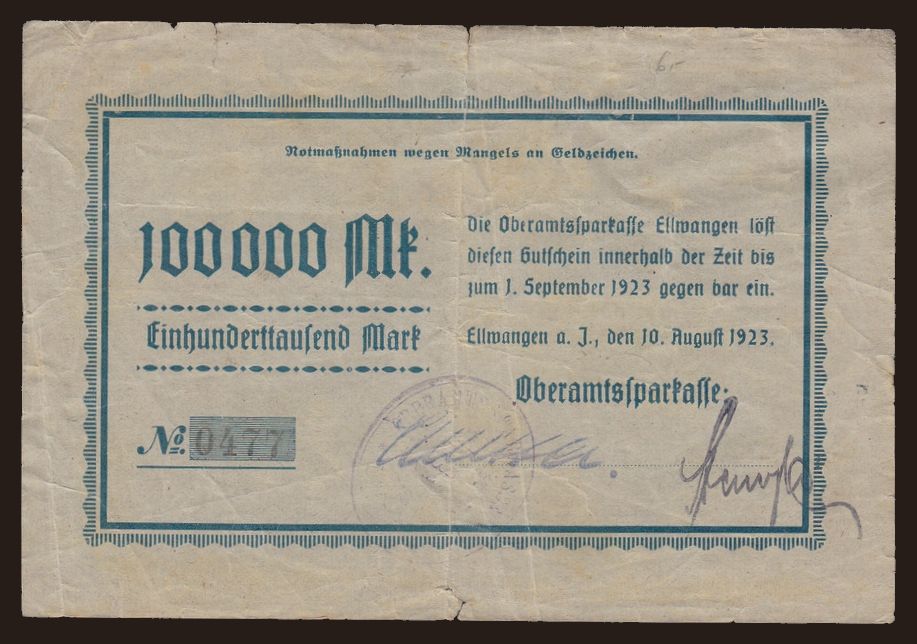 6.-
Notmaßnahmen wegen Mangels an Geldzeichen.
100000 Mk.
Einhunderttausend Mark
No. 0477
Die Oberamtssparkasse Ellwangen löst
diesen Gutschein innerhalb der Zeit bis
zum 1. September 1923 gegen bar ein.
Ellwangen a. J., den 10. August 1923.
Oberamtssparkasse: